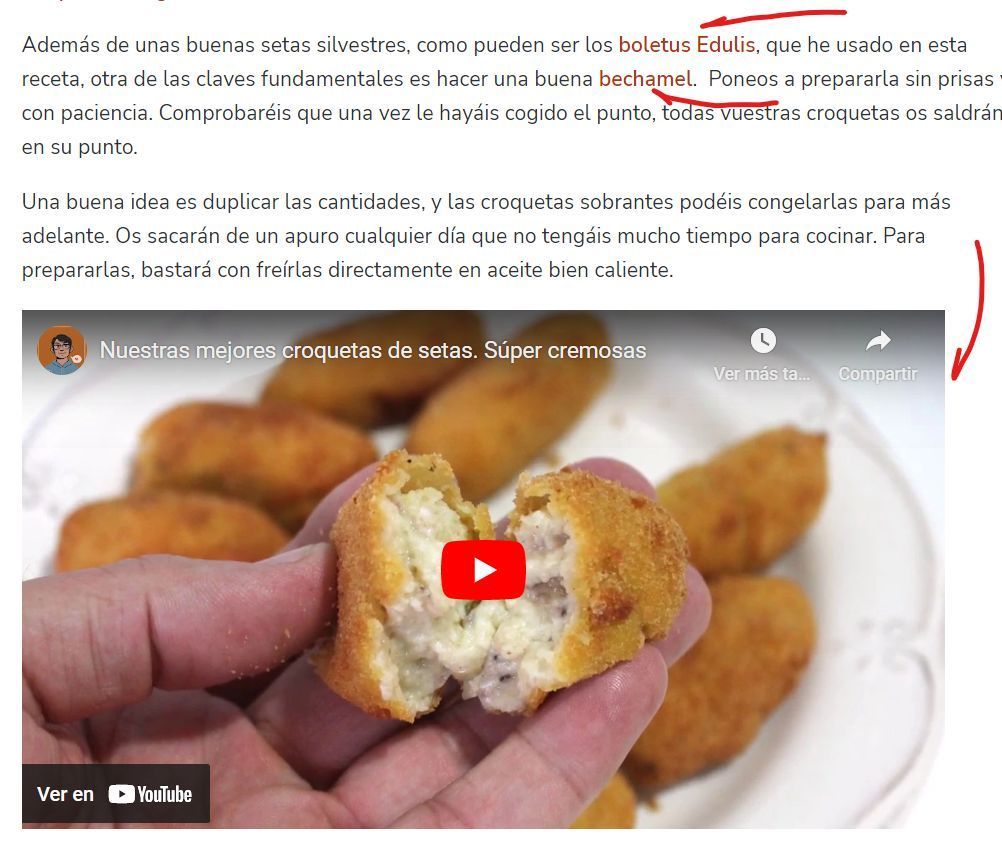 Además de unas buenas setas silvestres, como pueden ser los boletus Edulis, que he usado en esta
receta, otra de las claves fundamentales es hacer una buena bechamel. Poneos a prepararla sin prisas
con paciencia. Comprobaréis que una vez le hayáis cogido el punto, todas vuestras croquetas os saldrán
en su punto.
Una buena idea es duplicar las cantidades, y las croquetas sobrantes podéis congelarlas para más
adelante. Os sacarán de un apuro cualquier día que no tengáis mucho tiempo para cocinar. Para
prepararlas, bastará con freírlas directamente en aceite bien caliente.
Nuestras mejores croquetas de setas. Súper cremosas
Ver más ta... Compartir
Ver en YouTube